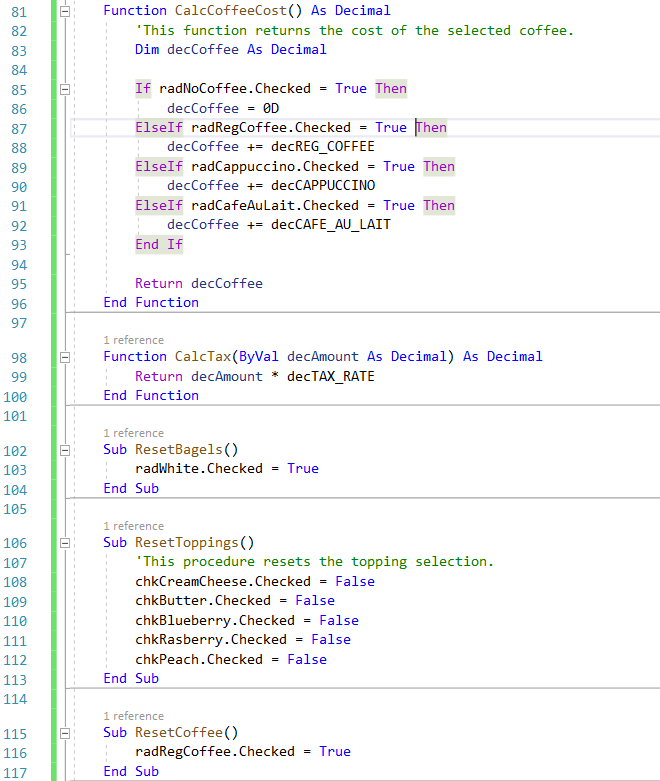 81 Function CalcCoffeeCost() As Decimal
82 'This function returns the cost of the selected coffee.
83 Dim decCoffee As Decimal
84
85 If radNoCoffee.Checked = True Then
86 decCoffee = 0D
87 ElseIf radRegCoffee.Checked = True Then
88 decCoffee += decREG_COFFEE
89 ElseIf radCappuccino.Checked = True Then
90 decCoffee += decCAPPUCCINO
91 ElseIf radCafeAuLait.Checked = True Then
92 decCoffee += decCAFE_AU_LAIT
93 End If
94
95 Return decCoffee
96 End Function
97
1 reference
98 Function CalcTax(ByVal decAmount As Decimal) As Decimal
99 Return decAmount * decTAX_RATE
100 End Function
101
1 reference
102 Sub ResetBagels()
103 radWhite.Checked = True
104 End Sub
105
1 reference
106 Sub ResetToppings()
107 'This procedure resets the topping selection.
108 chkCreamCheese.Checked = False
109 chkButter.Checked = False
110 chkBlueberry.Checked = False
111 chkRasberry.Checked = False
112 chkPeach.Checked = False
113 End Sub
114
1 reference
115 Sub ResetCoffee()
116 radRegCoffee.Checked = True
117 End Sub